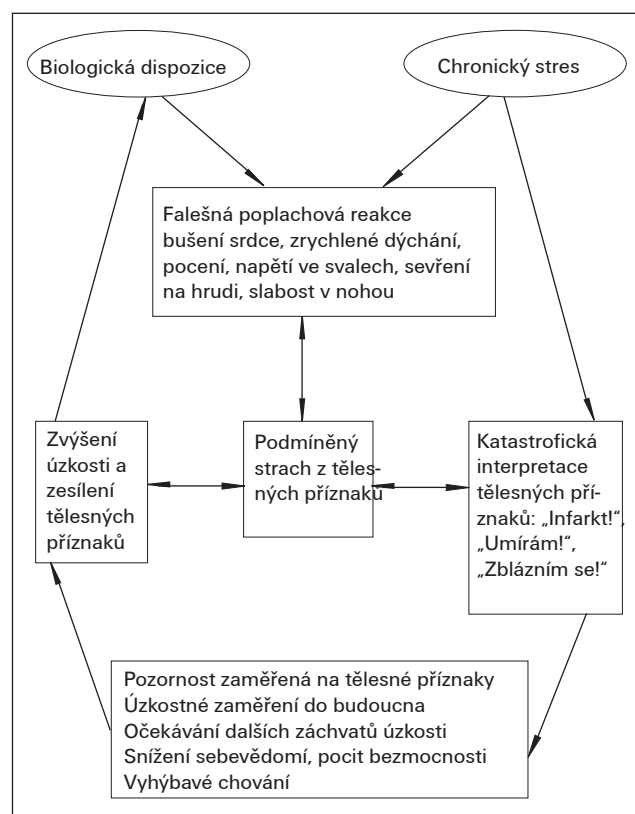 Biologická dispozice
Chronický stres
Falešná poplachová reakce
bušení srdce, zrychlené dýchání,
pocení, napětí ve svalech, sevření
na hrudi, slabost v nohou
Zvýšení
úzkosti a
zesílení
tělesných
příznaků
Podmíněný
strach z těles-
ných příznaků
Katastrofická
interpretace
tělesných pří-
znaků: „Infarkt!“,
„Umírám!“,
„Zblázním se!“
Pozornost zaměřená na tělesné příznaky
Úzkostné zaměření do budoucna
Očekávání dalších záchvatů úzkosti
Snížení sebevědomí, pocit bezmocnosti
Vyhýbavé chování